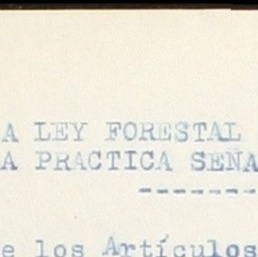 A LEY FORESTAL
A PRACTICA SEÑA
e los Artículos